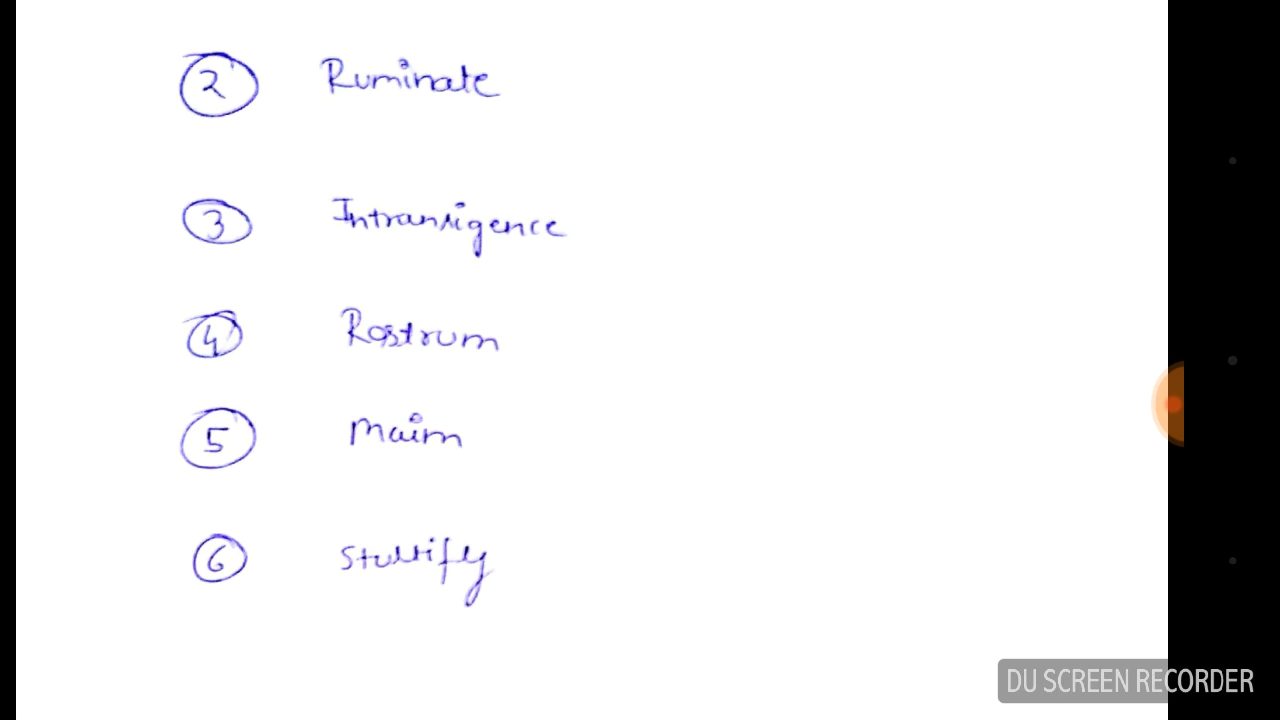 2 Ruminate
3 Intransigence
4 Rostrum
5 Maim
6 Stultify
DU SCREEN RECORDER